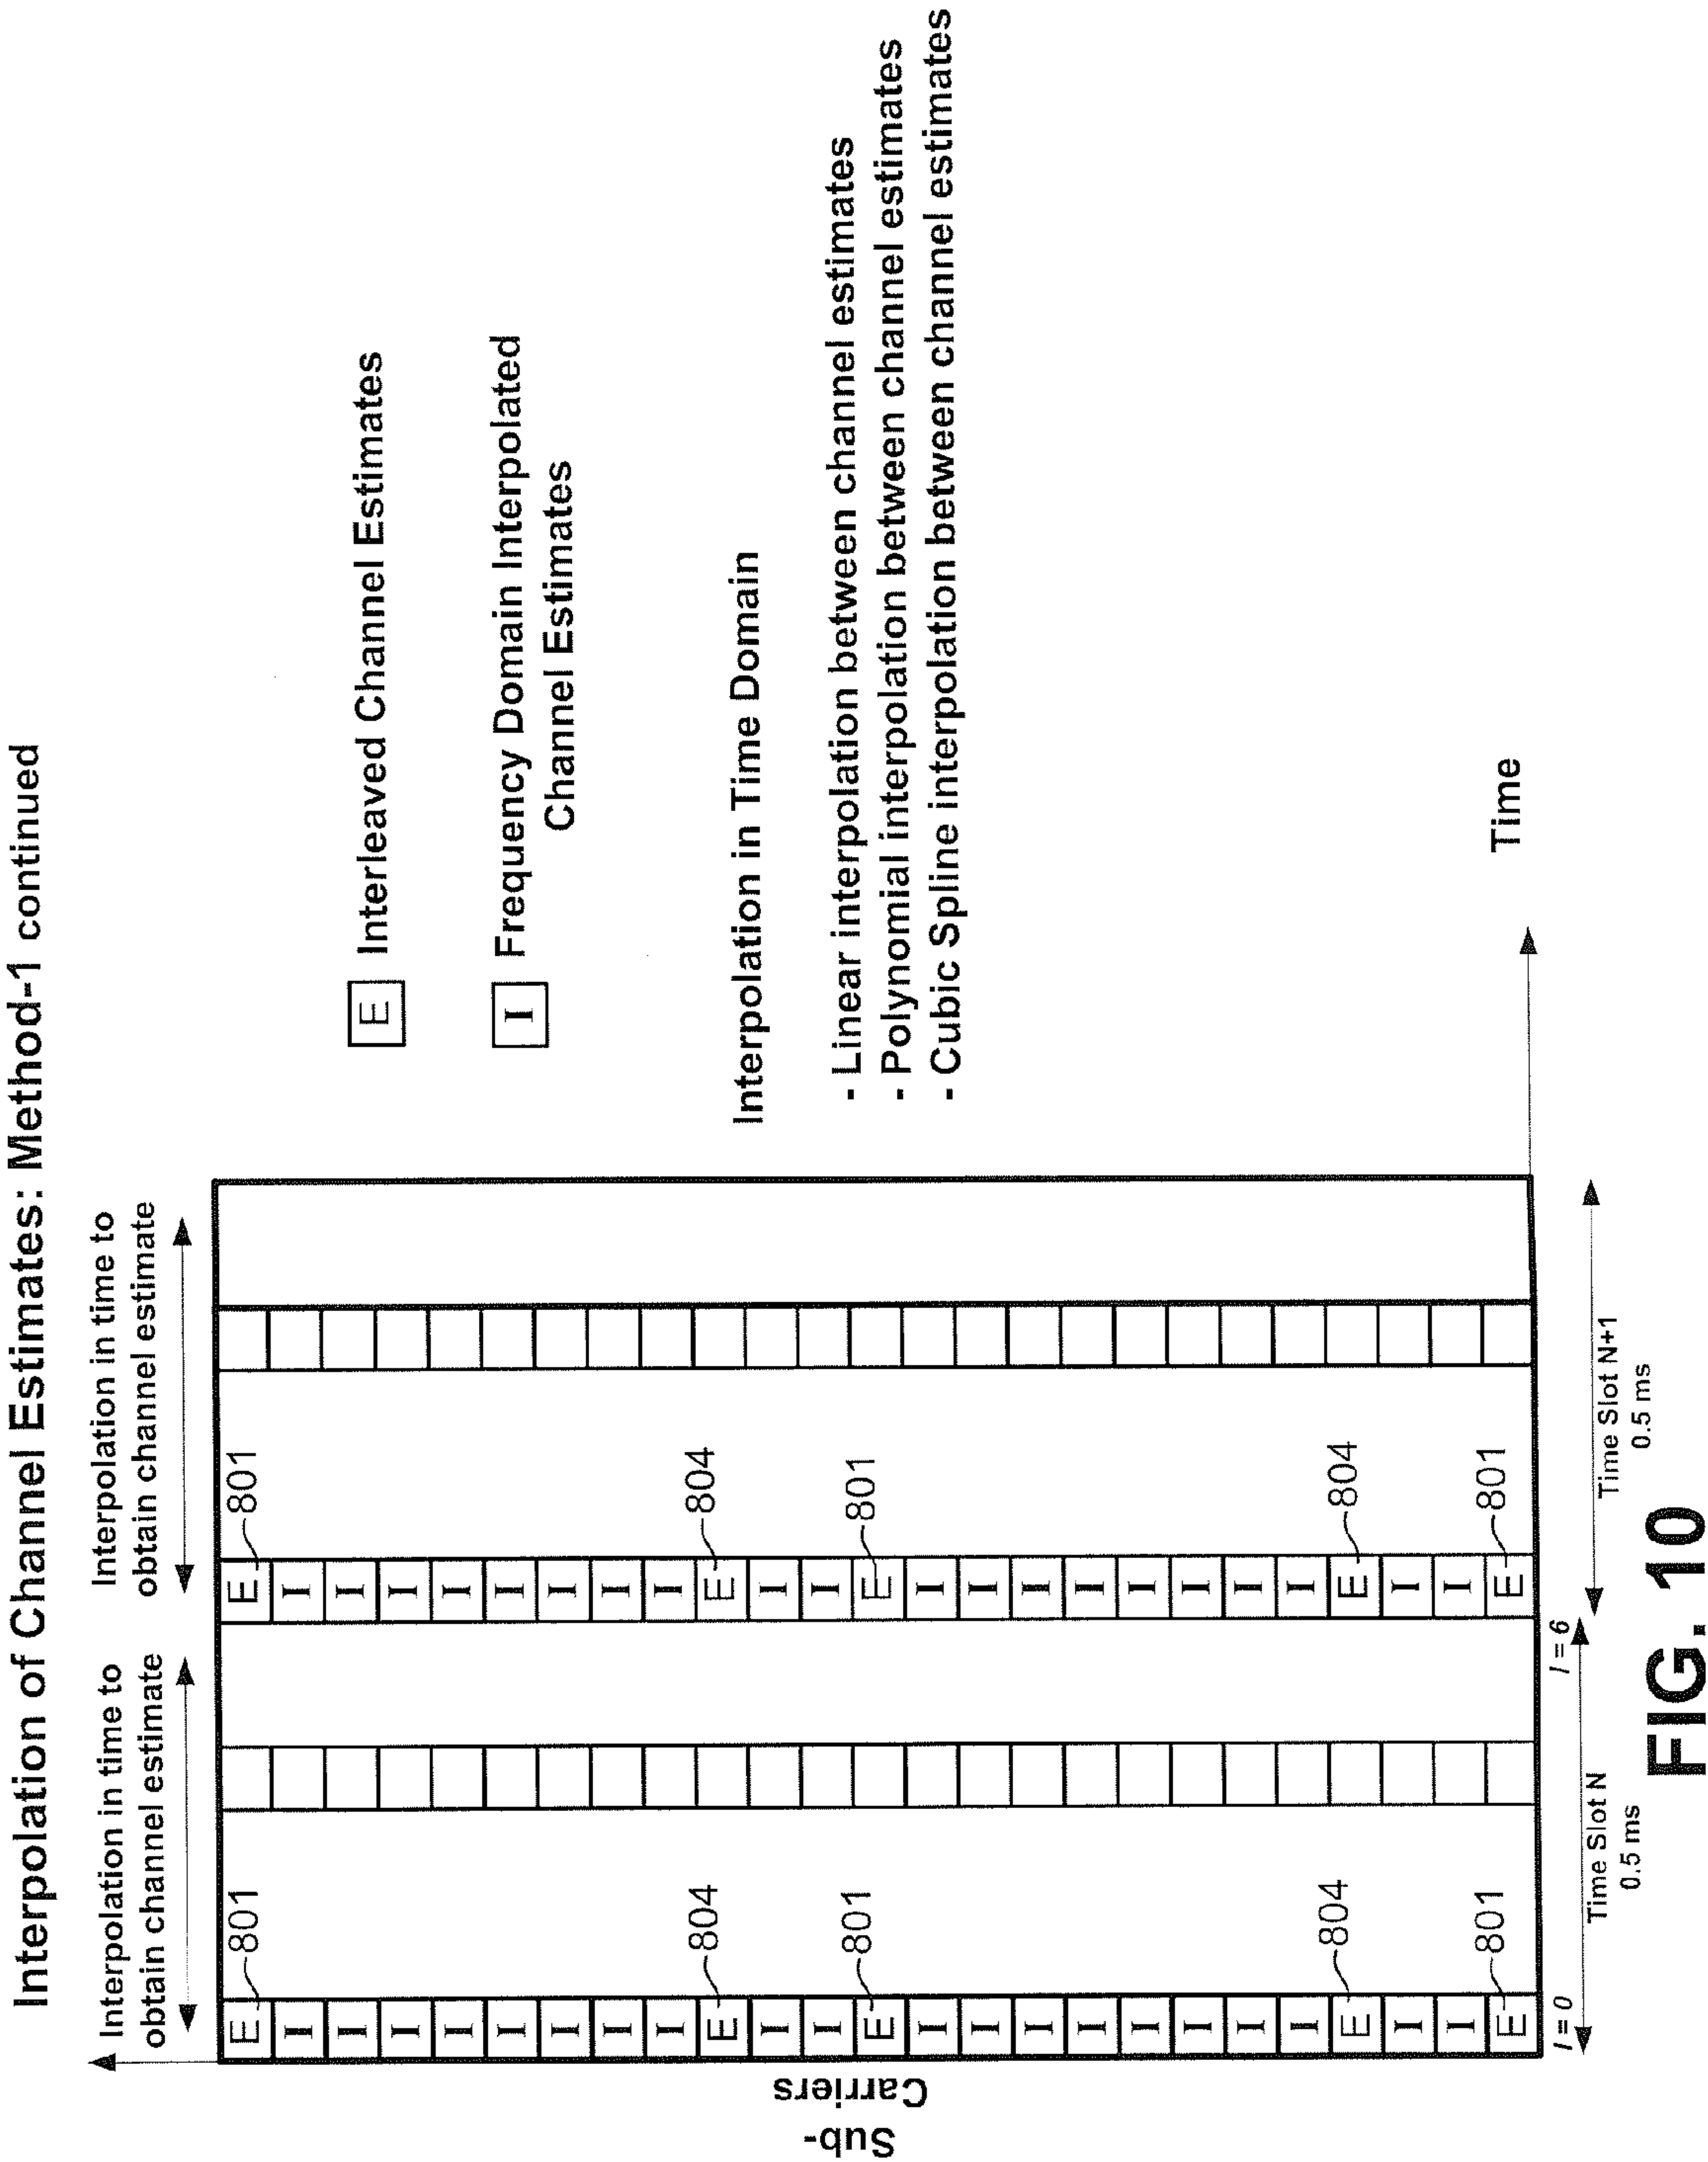 Interpolation of Channel Estimates: Method-1 continued
Interpolation in time to
obtain channel estimate
Interpolation in time to
obtain channel estimate
Sub-
Carriers
E
I
I
I
I
I
I
I
I
E
I
I
E
I
I
I
I
I
I
I
I
E
I
I
E
801
804
801
804
801
E
I
I
I
I
I
I
I
I
E
I
I
E
I
I
I
I
I
I
I
I
E
I
I
E
801
804
801
804
801
l = 0
l = 6
Time Slot N
0.5 ms
Time Slot N+1
0.5 ms
Time
E Interleaved Channel Estimates
I Frequency Domain Interpolated
Channel Estimates
Interpolation in Time Domain
- Linear interpolation between channel estimates
- Polynomial interpolation between channel estimates
- Cubic Spline interpolation between channel estimates
FIG. 10